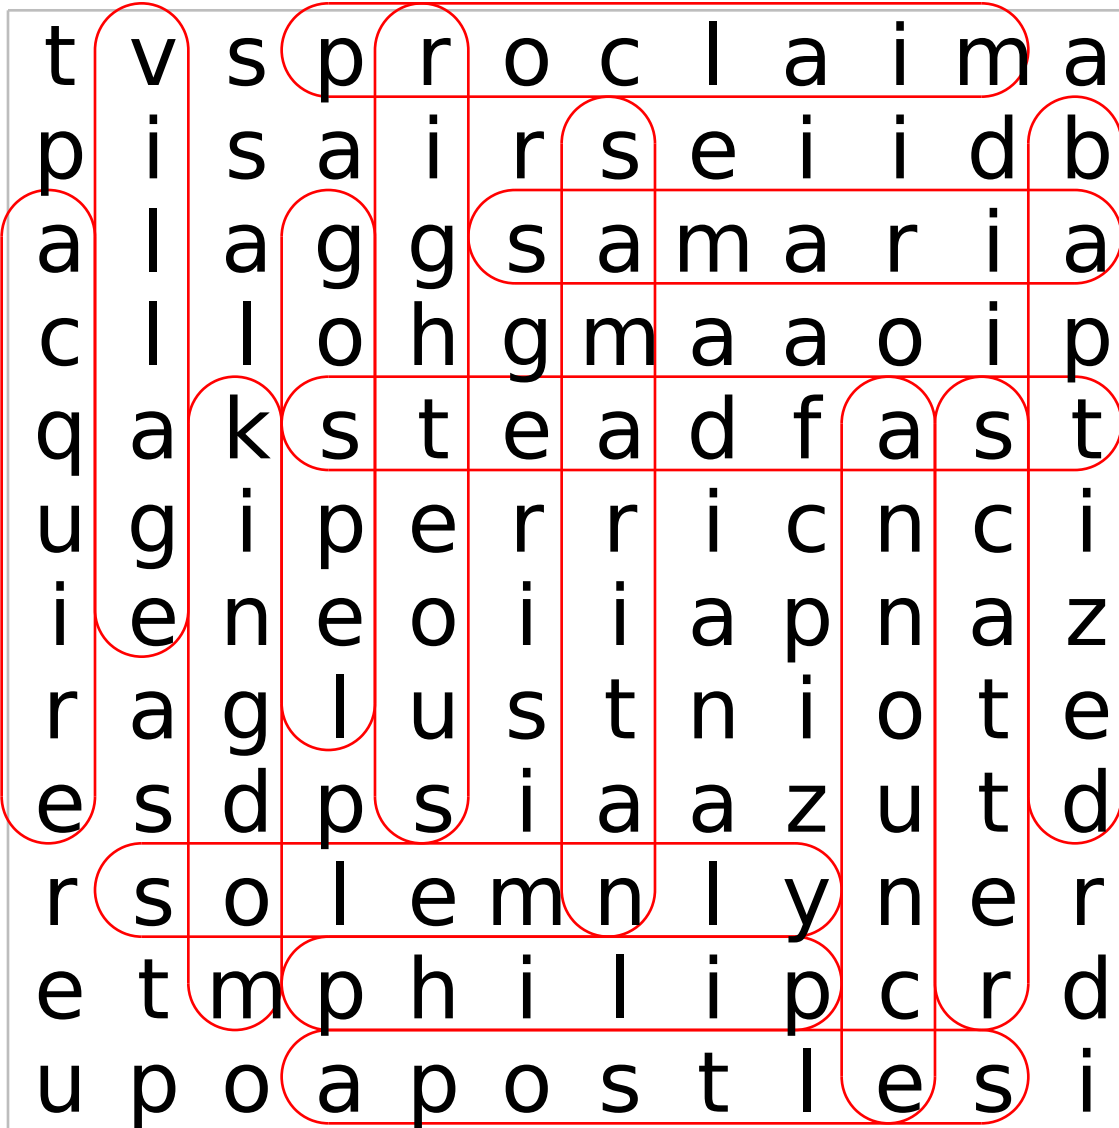 t v s p r o c l a i m a
p i s a i r s e i i d b
a l a g g s a m a r i a
c l l o h g m a a o i p
q a k s t e a d f a s t
u g i p e r r i c n c i
i e n e o i i a p n a z
r a g l u s t n i o t e
e s d p s i a a z u t d
r s o l e m n l y n e r
e t m p h i l i p c r d
u p o a p o s t l e s i